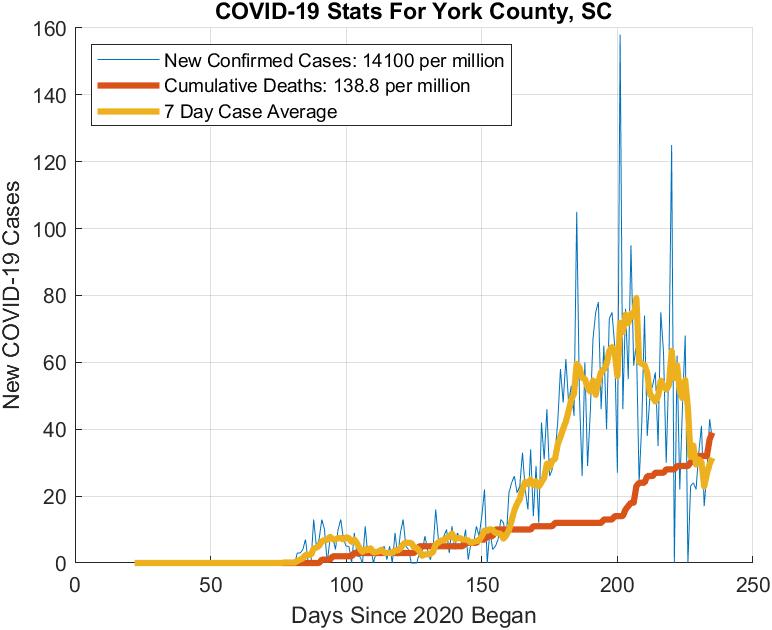 COVID-19 Stats For York County, SC
160
New Confirmed Cases: 14100 per million
Cumulative Deaths: 138.8 per million
7 Day Case Average
140
120
100
80
60
40
20
0
New COVID-19 Cases
0 50 100 150 200 250
Days Since 2020 Began